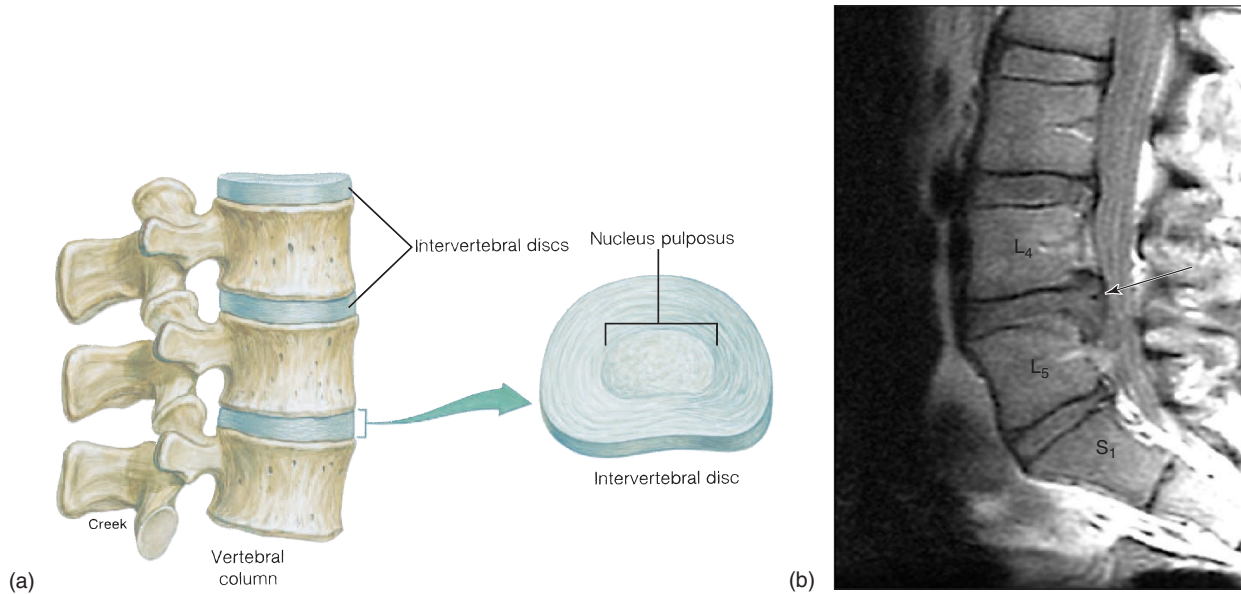 Intervertebral discs
Nucleus pulposus
Intervertebral disc
Creek
Vertebral
column
(a)
L4
L5
S1
(b)